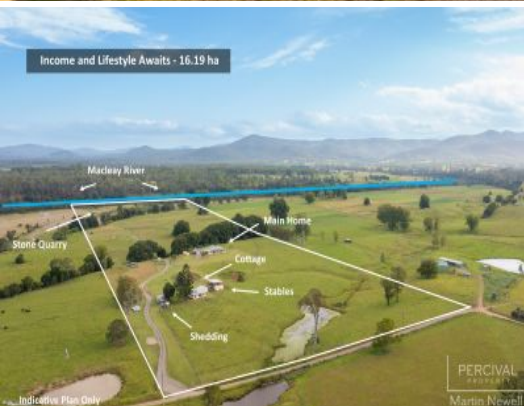 Income and Lifestyle Awaits - 16.19 ha
Macleay River
Stone Quarry
Main Home
Cottage
Stables
Shedding
PERCIVAL
PROPERTY
Indicative Plan Only
Martin Newell